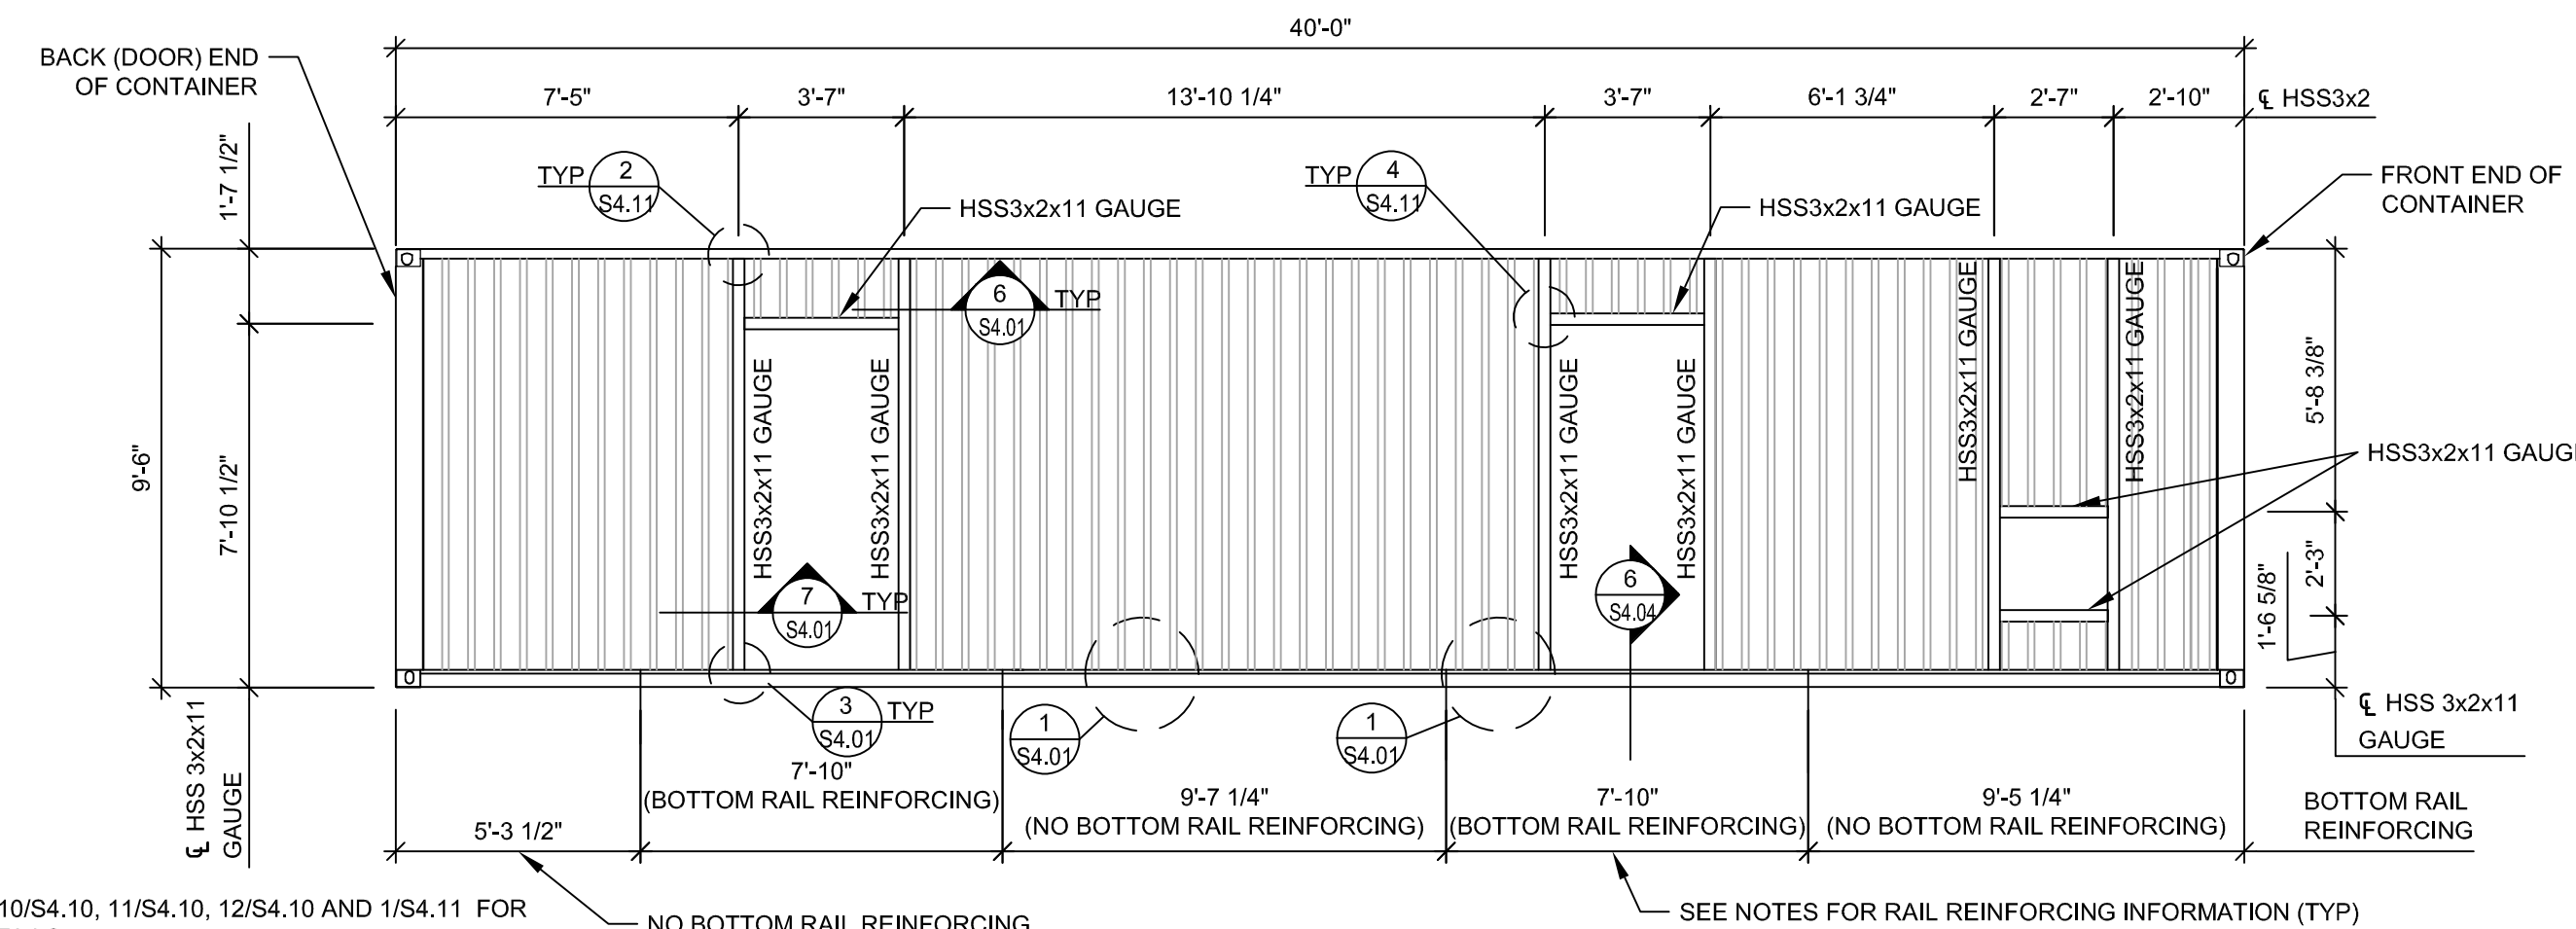 40'-0"
BACK (DOOR) END
OF CONTAINER
7'-5"
3'-7"
13'-10 1/4"
3'-7"
6'-1 3/4"
2'-7"
2'-10"
℄ HSS3x2
1'-7 1/2"
TYP
2
S4.11
HSS3x2x11 GAUGE
TYP
4
S4.11
HSS3x2x11 GAUGE
FRONT END OF
CONTAINER
6
S4.01
TYP
9'-6"
7'-10 1/2"
HSS3x2x11 GAUGE
HSS3x2x11 GAUGE
HSS3x2x11 GAUGE
HSS3x2x11 GAUGE
HSS3x2x11 GAUGE
HSS3x2x11 GAUGE
5'-8 3/8"
HSS3x2x11 GAUG
2'-3"
1'-6 5/8"
7
S4.01
TYP
6
S4.04
3
S4.01
TYP
1
S4.01
1
S4.01
℄ HSS 3x2x11
GAUGE
℄ HSS 3x2x11
GAUGE
5'-3 1/2"
7'-10"
(BOTTOM RAIL REINFORCING)
9'-7 1/4"
(NO BOTTOM RAIL REINFORCING)
7'-10"
(BOTTOM RAIL REINFORCING)
9'-5 1/4"
(NO BOTTOM RAIL REINFORCING)
BOTTOM RAIL
REINFORCING
10/S4.10, 11/S4.10, 12/S4.10 AND 1/S4.11 FOR
NO BOTTOM RAIL REINFORCING
SEE NOTES FOR RAIL REINFORCING INFORMATION (TYP)